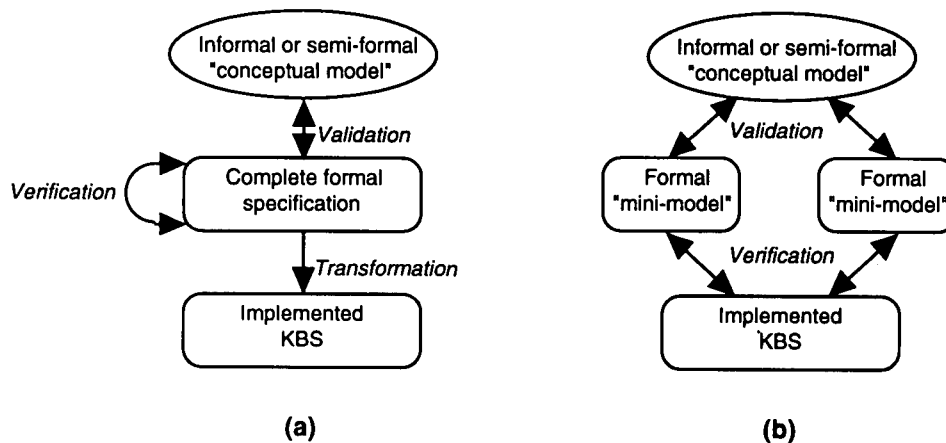 Informal or semi-formal
"conceptual model"
Validation
Verification
Complete formal
specification
Transformation
Implemented
KBS
(a)
Informal or semi-formal
"conceptual model"
Validation
Formal
"mini-model"
Formal
"mini-model"
Verification
Implemented
KBS
(b)